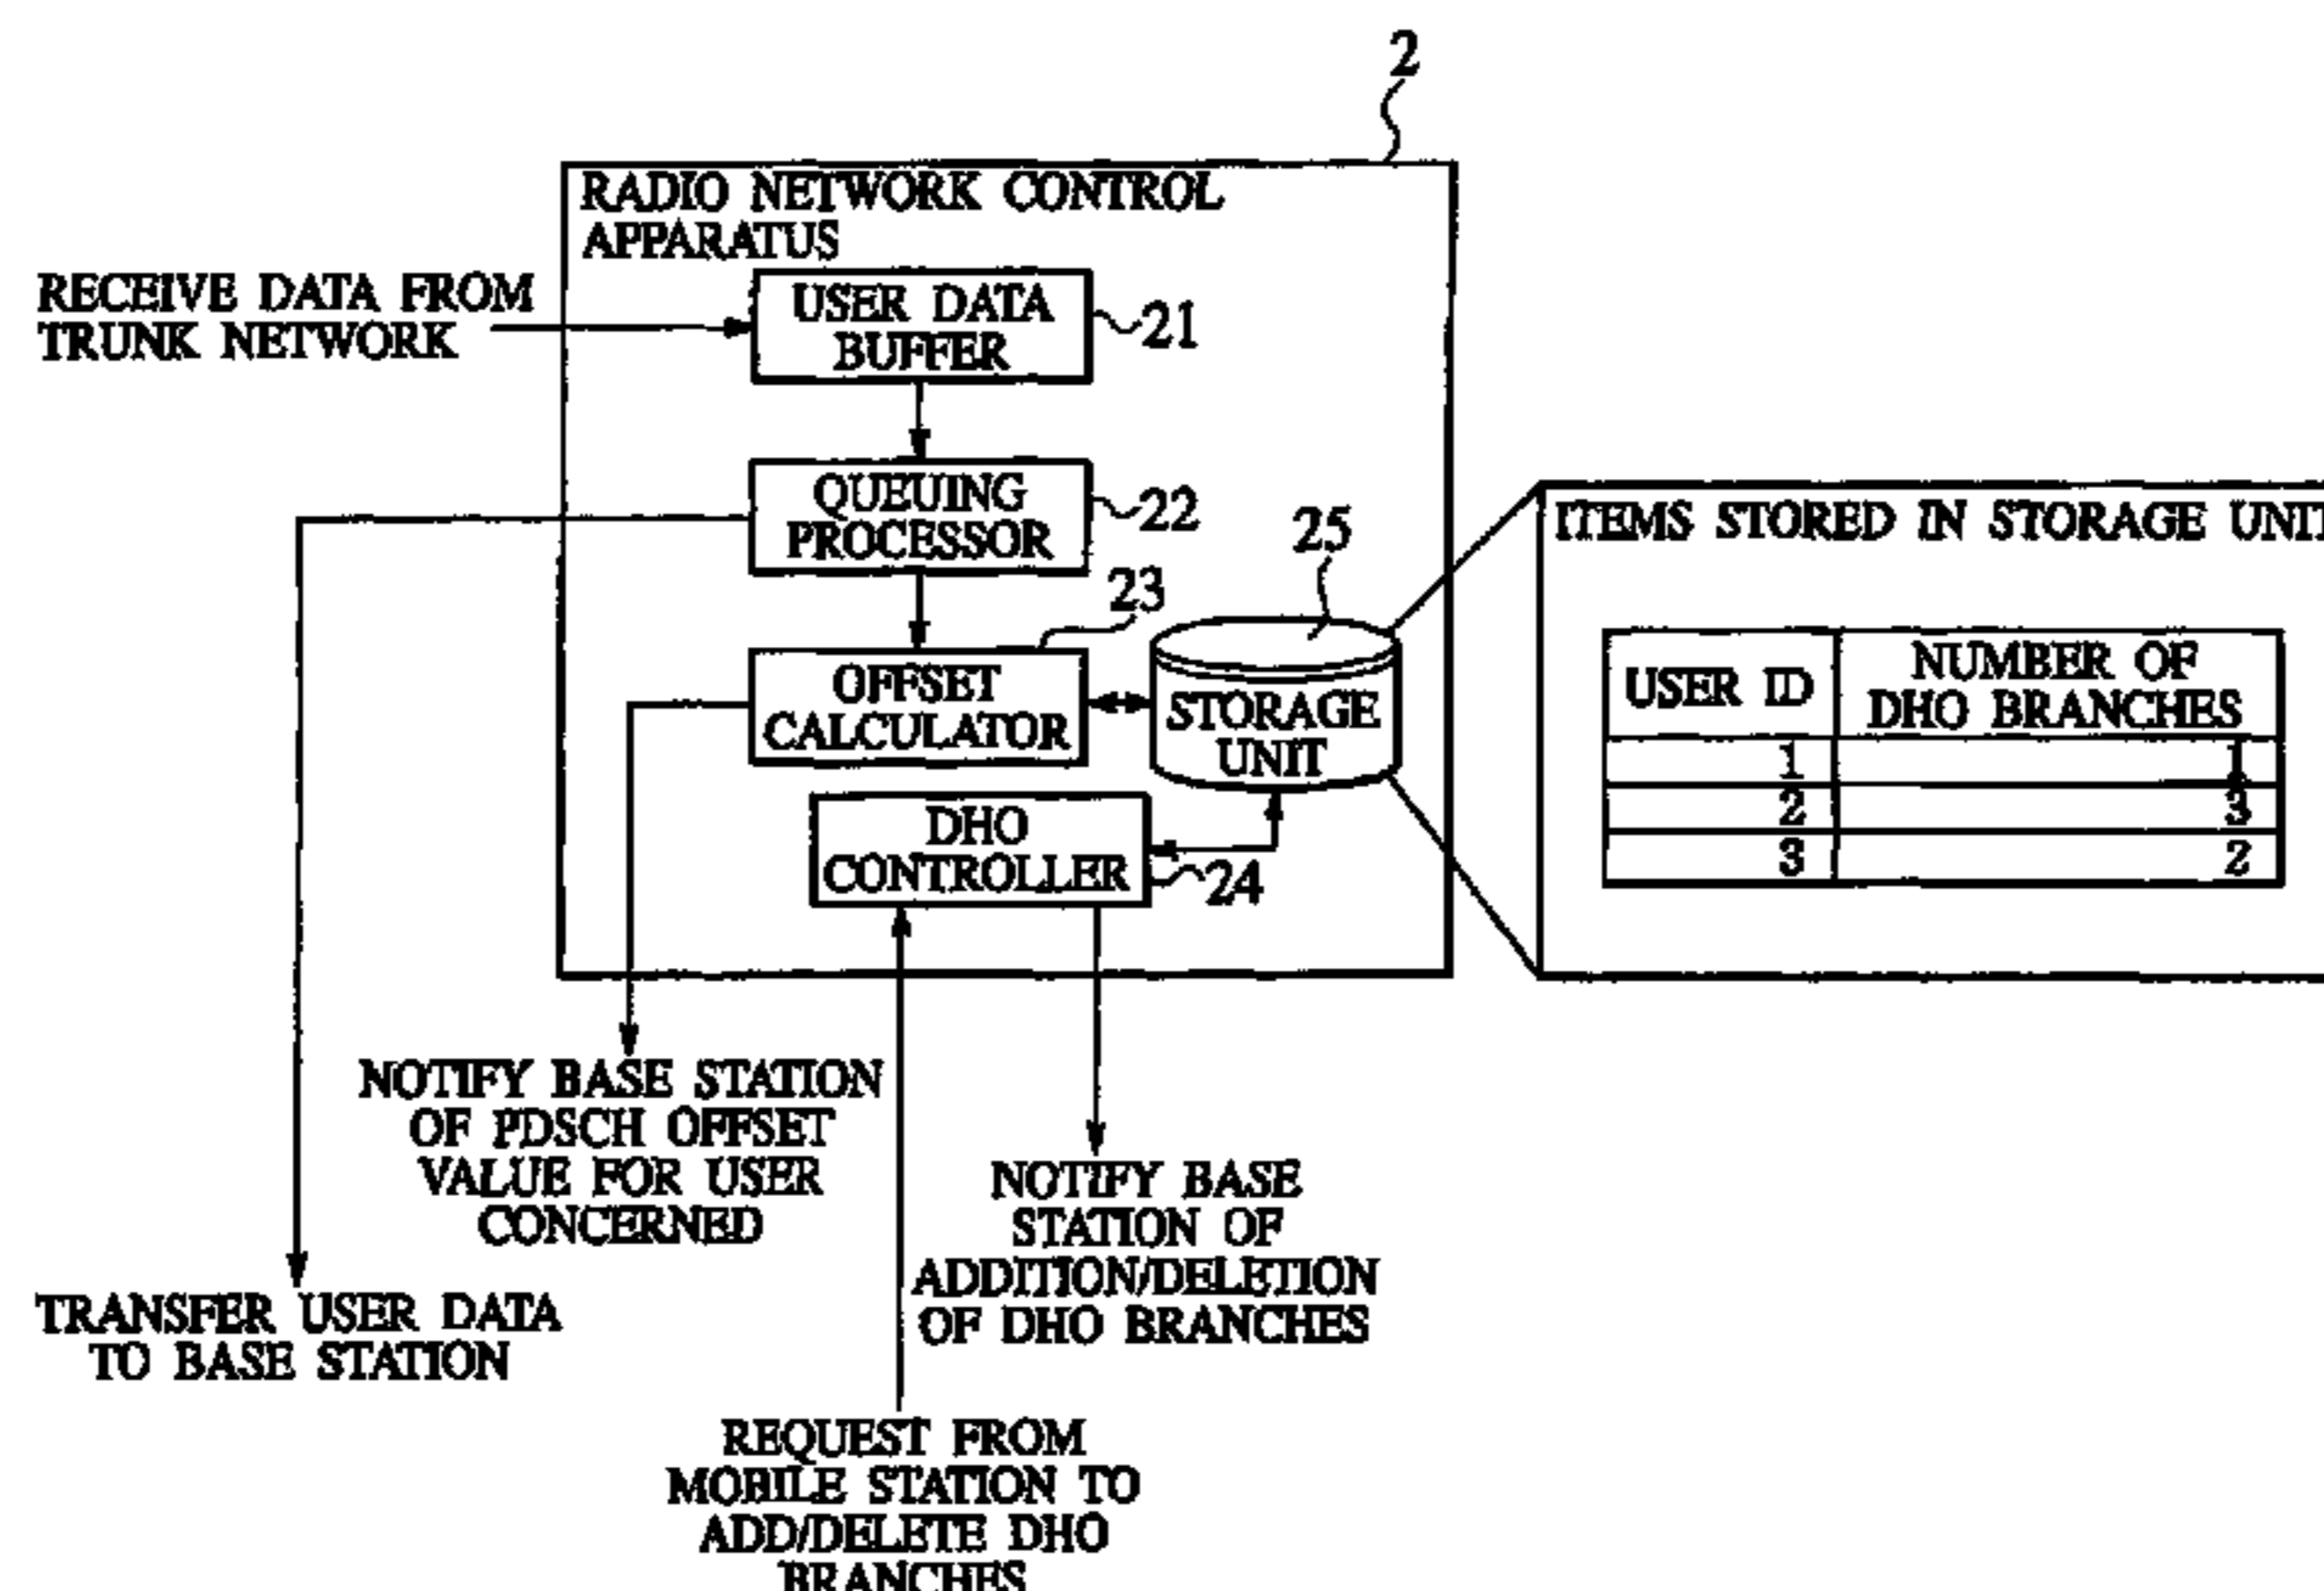 2
RADIO NETWORK CONTROL
APPARATUS
RECEIVE DATA FROM
TRUNK NETWORK
USER DATA
BUFFER
21
QUEUING
PROCESSOR
22
23
25
OFFSET
CALCULATOR
STORAGE
UNIT
DHO
CONTROLLER
24
ITEMS STORED IN STORAGE UNIT
USER ID
NUMBER OF
DHO BRANCHES
1 1
2 3
3 2
NOTIFY BASE STATION
OF PDSCH OFFSET
VALUE FOR USER
CONCERNED
NOTIFY BASE
STATION OF
ADDITION/DELETION
OF DHO BRANCHES
TRANSFER USER DATA
TO BASE STATION
REQUEST FROM
MOBILE STATION TO
ADD/DELETE DHO
BRANCHES